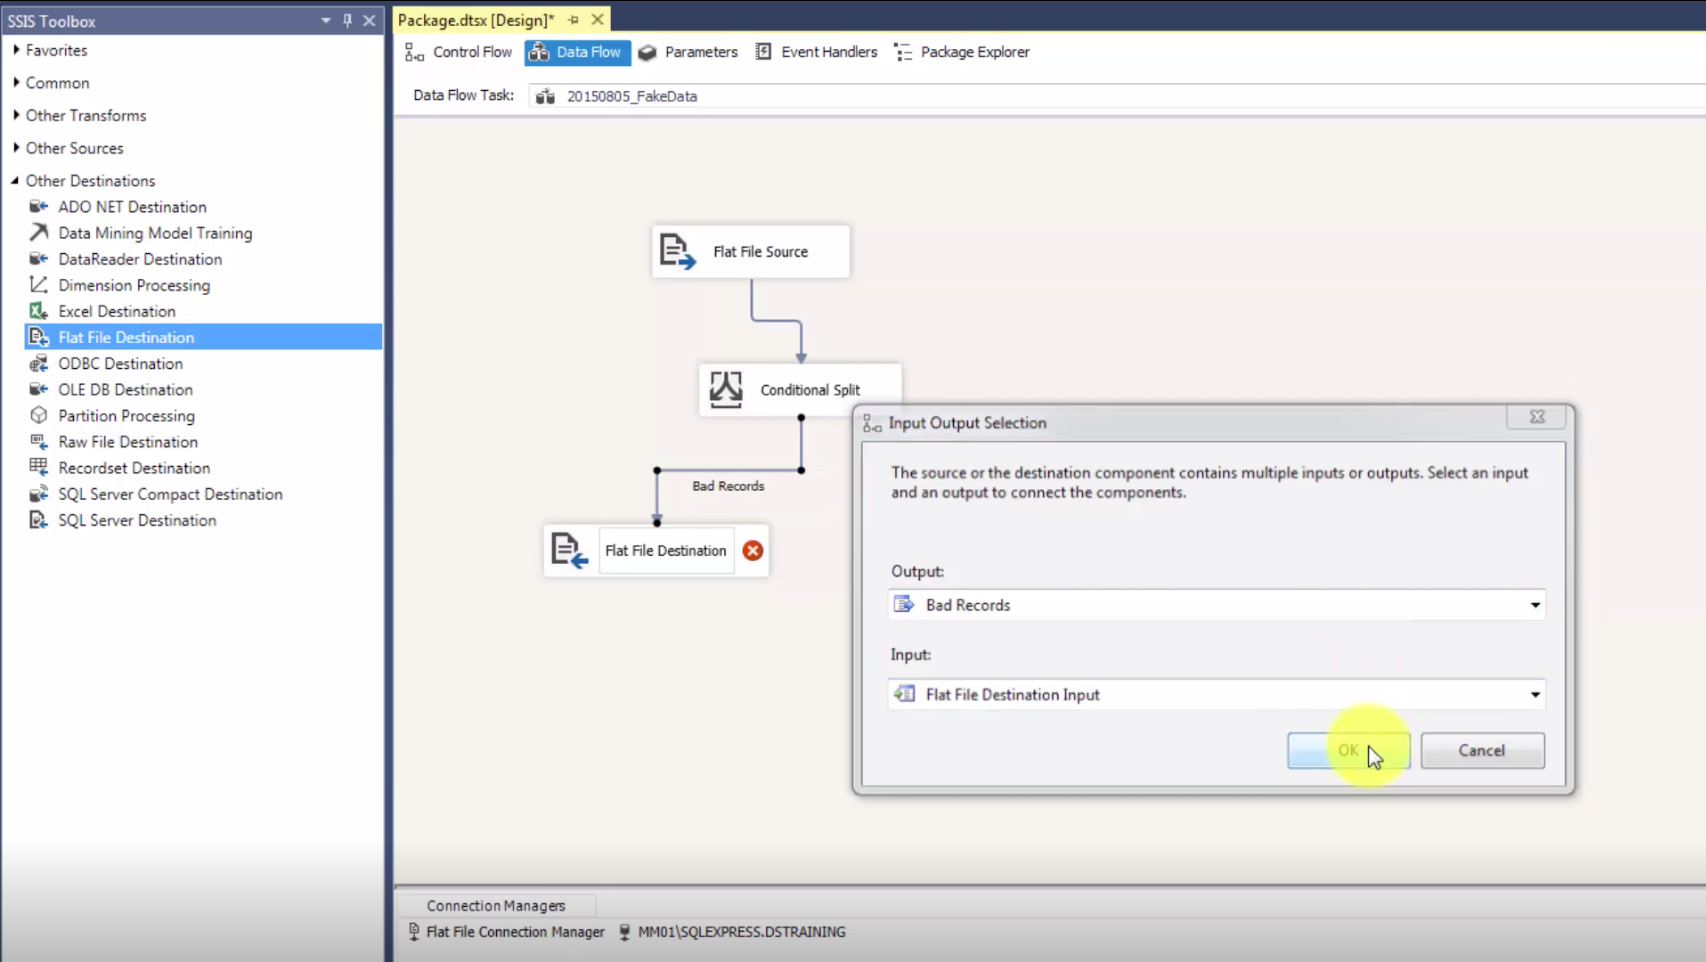 SSIS Toolbox
Favorites
Common
Other Transforms
Other Sources
Other Destinations
ADO NET Destination
Data Mining Model Training
DataReader Destination
Dimension Processing
Excel Destination
Flat File Destination
ODBC Destination
OLE DB Destination
Partition Processing
Raw File Destination
Recordset Destination
SQL Server Compact Destination
SQL Server Destination
Package.dtsx [Design]*
Control Flow Data Flow Parameters Event Handlers Package Explorer
Data Flow Task: 20150805_FakeData
Flat File Source
Conditional Split
Bad Records
Flat File Destination
Input Output Selection
The source or the destination component contains multiple inputs or outputs. Select an input
and an output to connect the components.
Output:
Bad Records
Input:
Flat File Destination Input
OK Cancel
Connection Managers
Flat File Connection Manager MM01\SQLEXPRESS.DSTRAINING